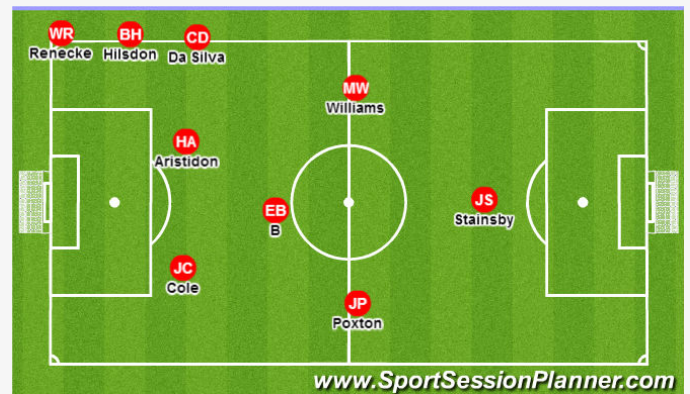 WR
Renecke
BH
Hilsdon
CD
Da Silva
MW
Williams
HA
Aristidon
EB
B
JS
Stainsby
JC
Cole
JP
Poxton
www.SportSessionPlanner.com